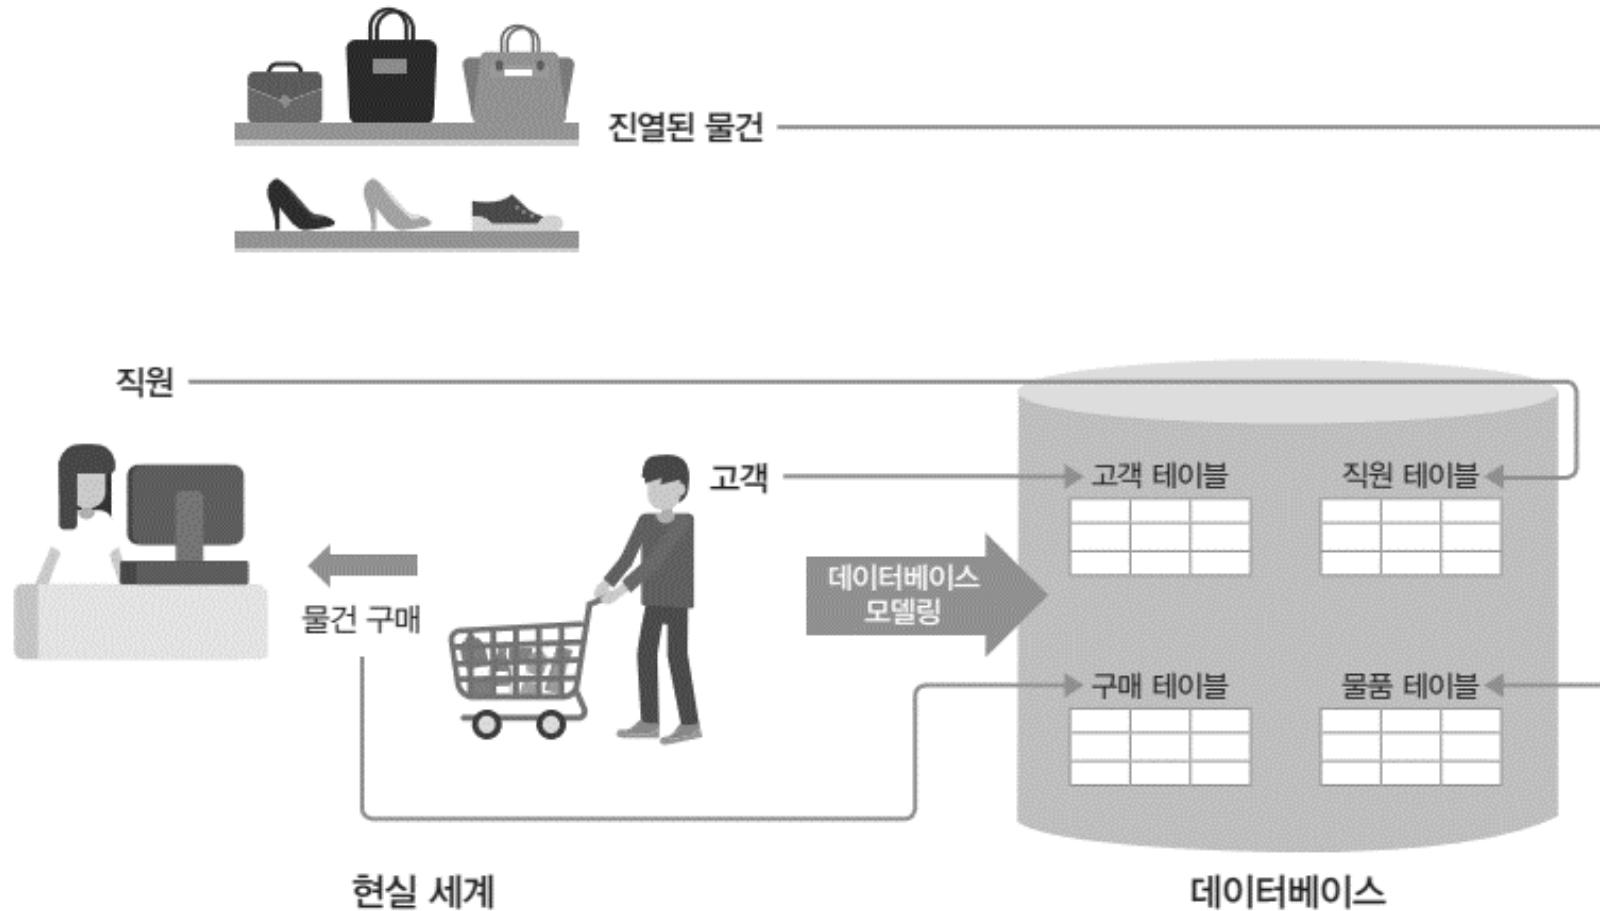 진열된 물건
직원
고객
물건 구매
데이터베이스
모델링
고객 테이블
직원 테이블
구매 테이블
물품 테이블
현실 세계
데이터베이스